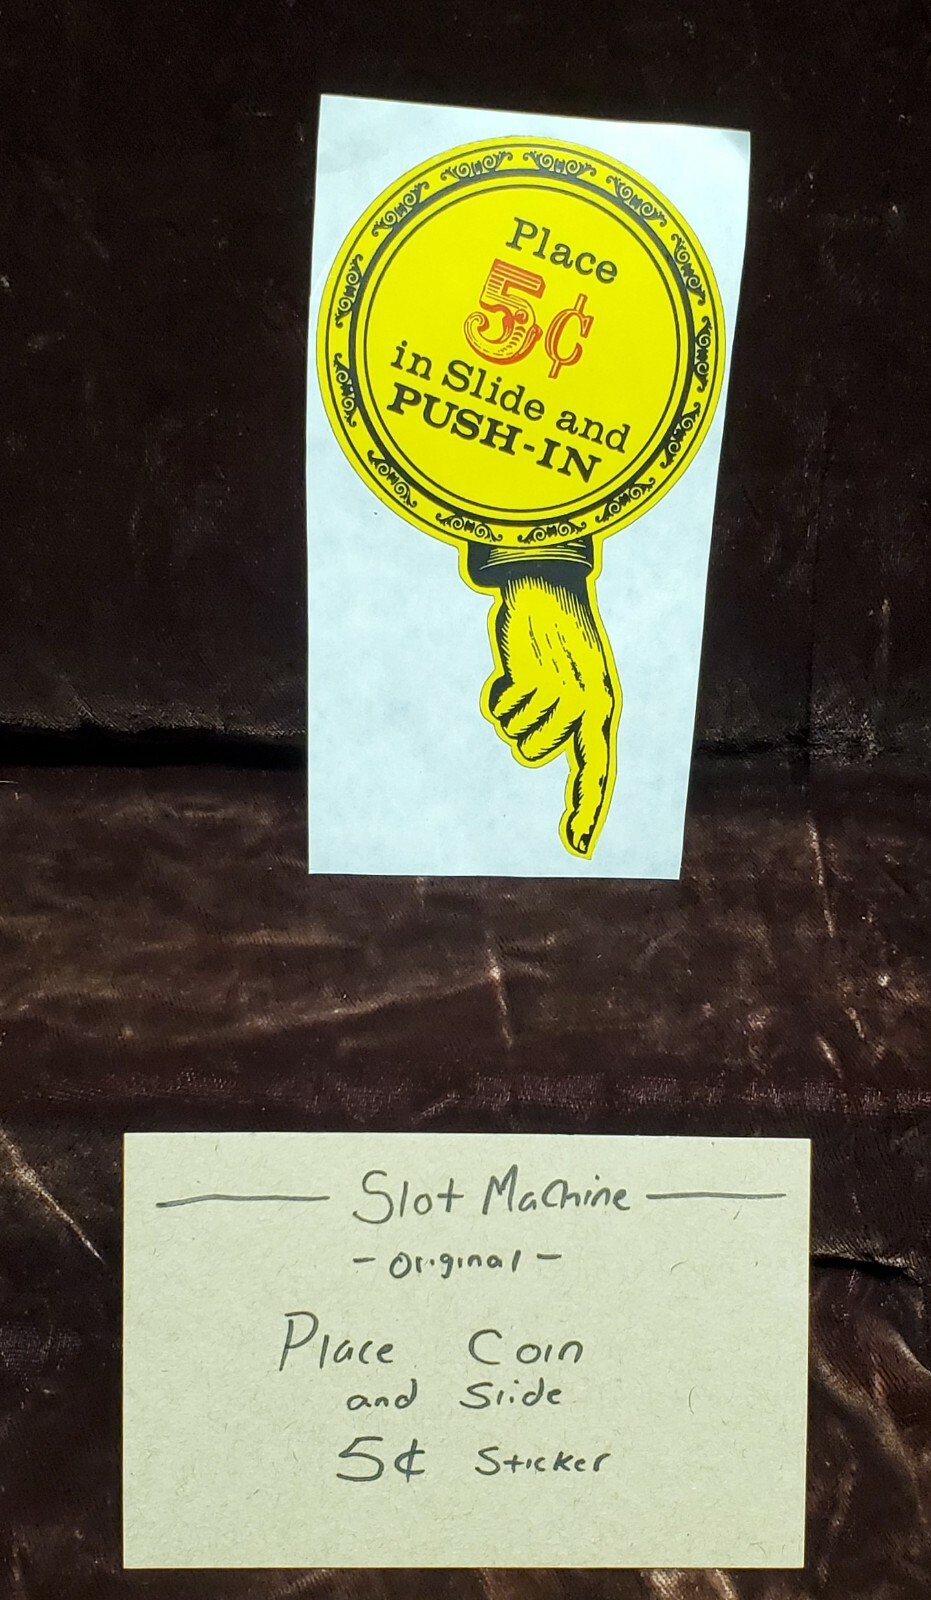 Place
5¢
in Slide and
PUSH-IN
Slot Machine
- Original -
Place Coin
and Slide
5¢ Sticker